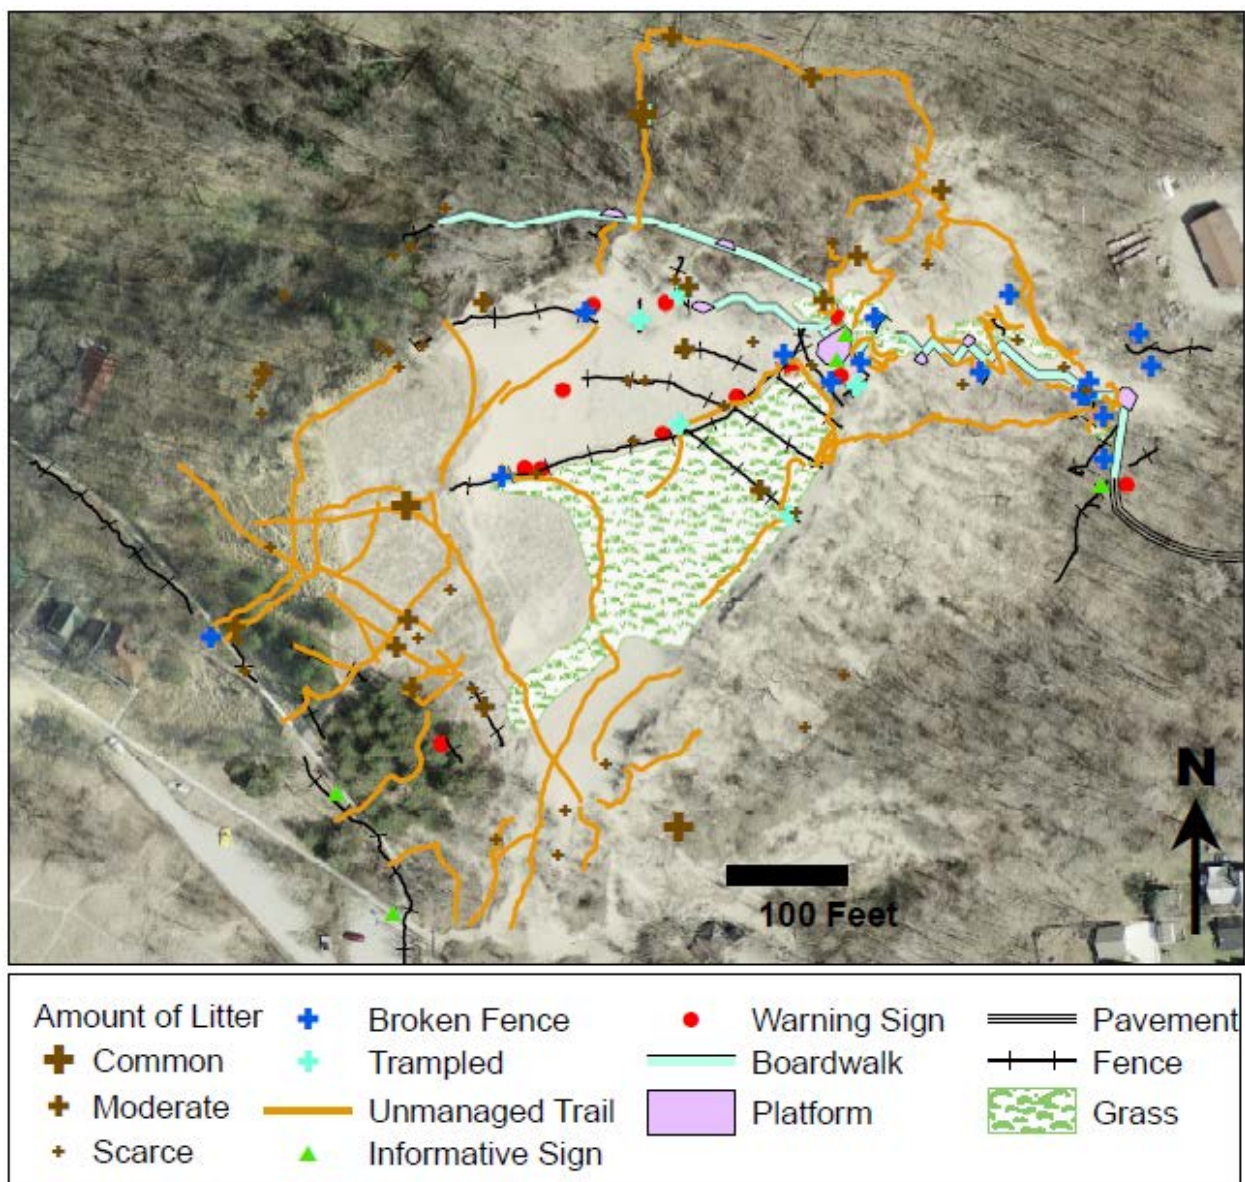 N
100 Feet
Amount of Litter
Common
Moderate
Scarce
Broken Fence
Trampled
Unmanaged Trail
Informative Sign
Warning Sign
Boardwalk
Platform
Pavement
Fence
Grass